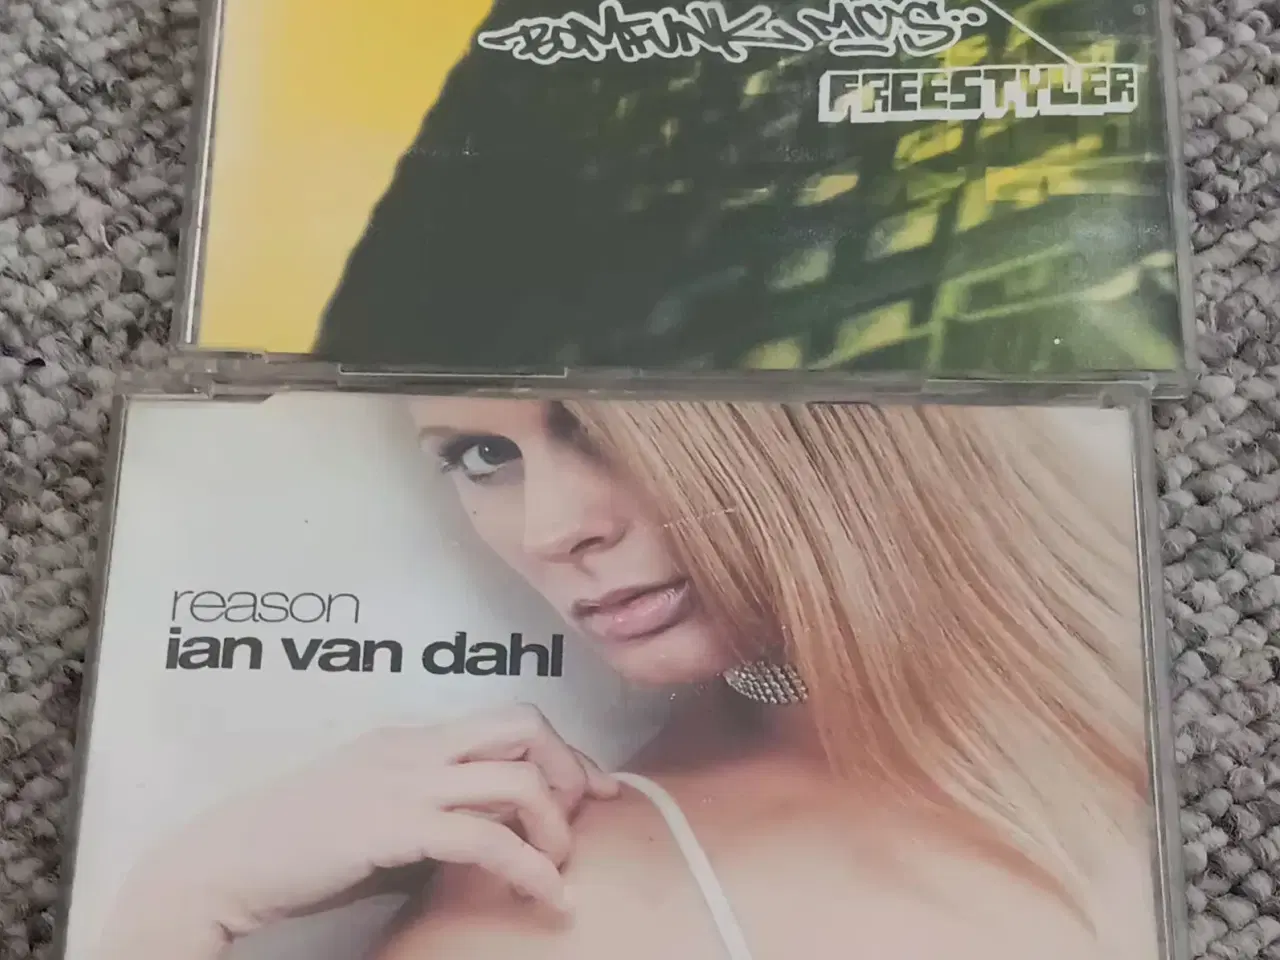 BOMFUNK MC'S..
FREESTYLER
reason
ian van dahl